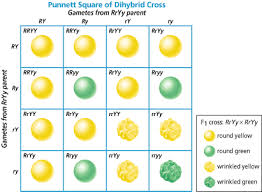 Punnett Square of Dihybrid Cross
Gametes from RrYy parent
RY Ry rY ry
Gametes from RrYy parent
RY
RRYY RRYy RrYY RrYy
Ry
RRYy RRyy RrYy Rryy
rY
RrYY RrYy rrYY rrYy
ry
RrYy Rryy rrYy rryy
F1 cross: RrYy × RrYy
round yellow
round green
wrinkled yellow
wrinkled green